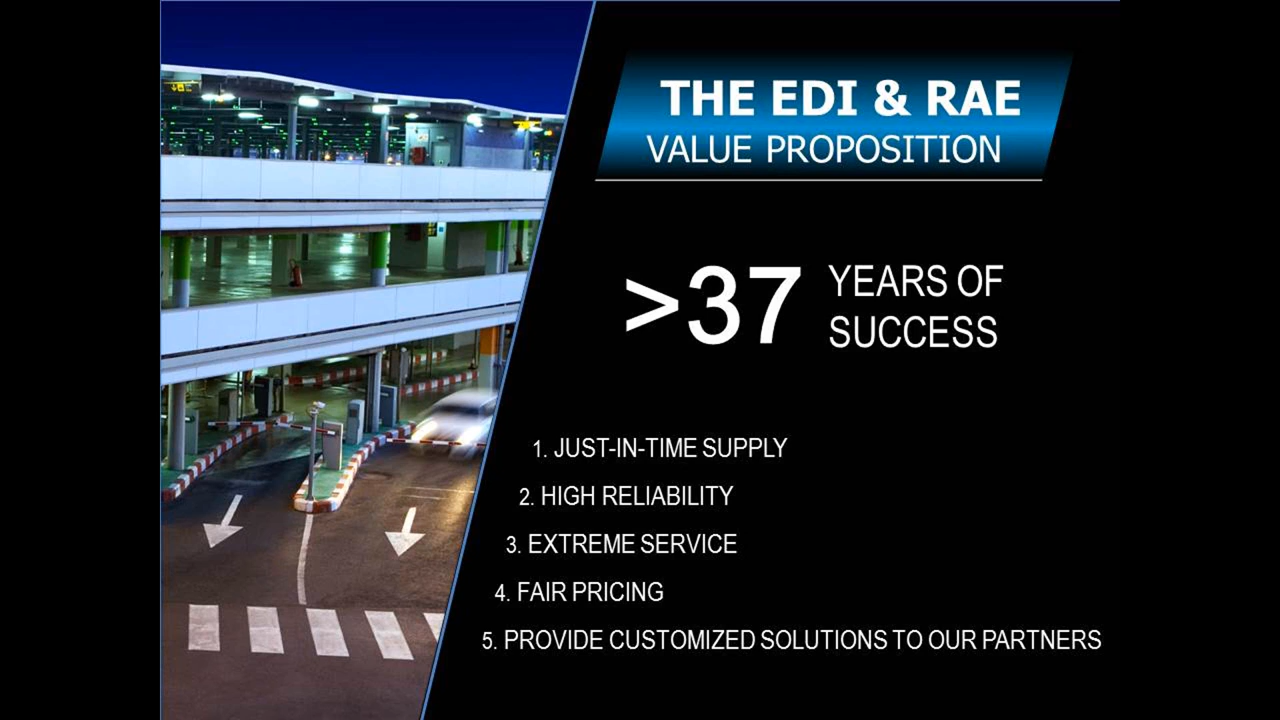 THE EDI & RAE
VALUE PROPOSITION
>37
YEARS OF
SUCCESS
1. JUST-IN-TIME SUPPLY
2. HIGH RELIABILITY
3. EXTREME SERVICE
4. FAIR PRICING
5. PROVIDE CUSTOMIZED SOLUTIONS TO OUR PARTNERS